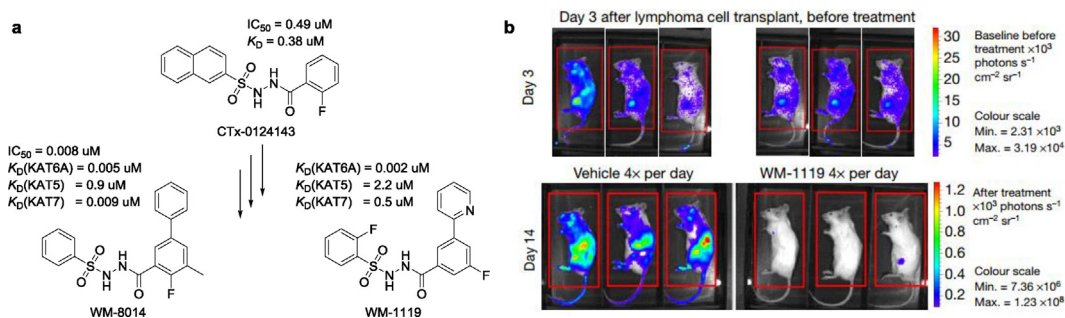 a
IC50 = 0.49 uM
KD = 0.38 uM
O
S
O
N
H
H
N
O
F
CTx-0124143
IC50 = 0.008 uM
KD(KAT6A) = 0.005 uM
KD(KAT5) = 0.9 uM
KD(KAT7) = 0.009 uM
O
S
O
N
H
H
N
O
F
WM-8014
KD(KAT6A) = 0.002 uM
KD(KAT5) = 2.2 uM
KD(KAT7) = 0.5 uM
N
F
O
S
O
N
H
H
N
O
F
WM-1119
b
Day 3 after lymphoma cell transplant, before treatment
Day 3
30
25
20
15
10
5
Baseline before
treatment ×10³
photons s⁻¹
cm⁻² sr⁻¹
Colour scale
Min. = 2.31 ×10³
Max. = 3.19 ×10⁴
Vehicle 4× per day
WM-1119 4× per day
Day 14
1.2
1.0
0.8
0.6
0.4
0.2
After treatment
×10³ photons s⁻¹
cm⁻² sr⁻¹
Colour scale
Min. = 7.36 ×10⁶
Max. = 1.23 ×10⁸